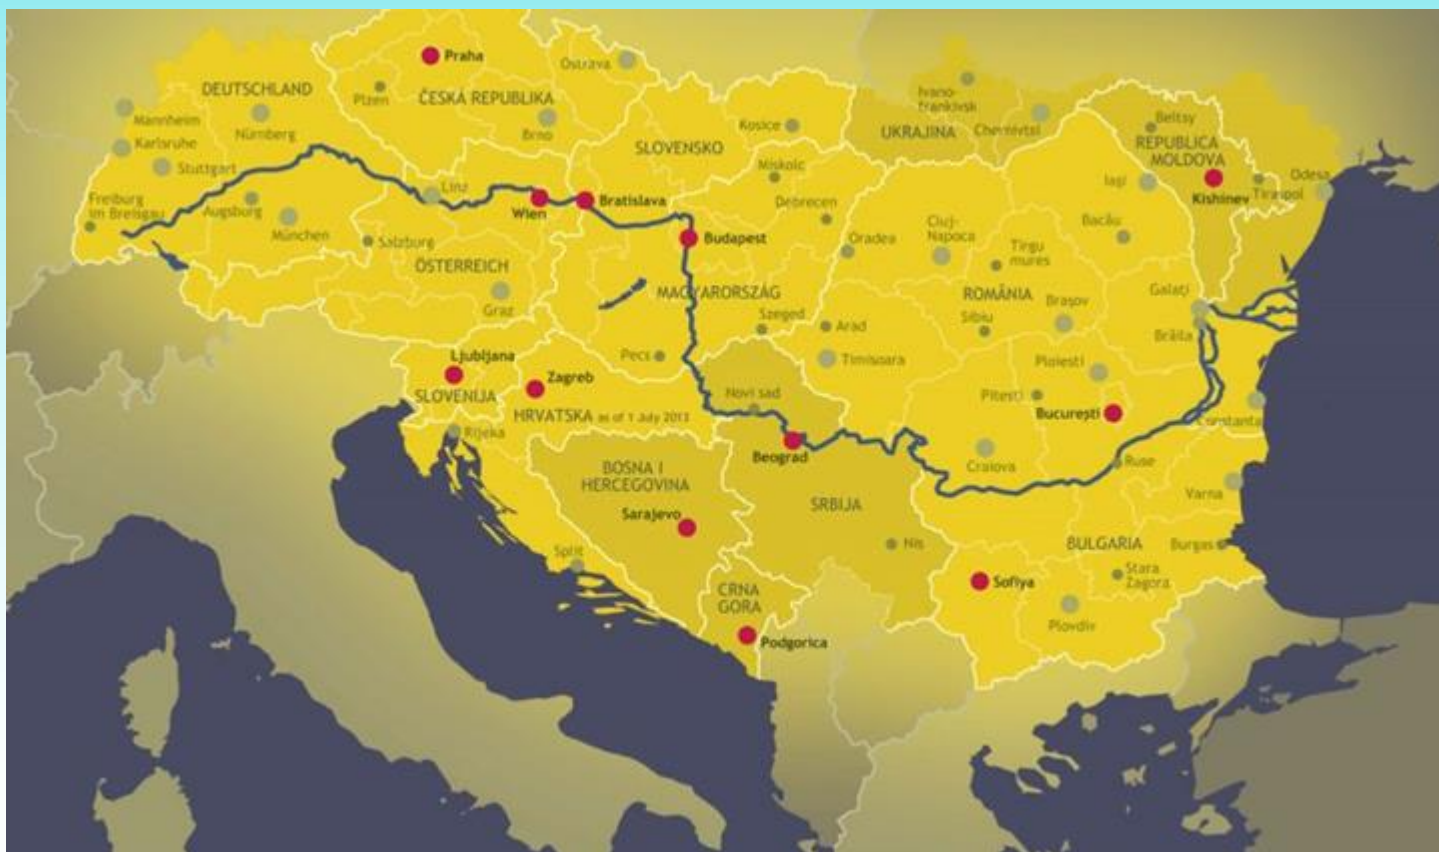 Praha
Ostrava
DEUTSCHLAND
Plzen
ČESKÁ REPUBLIKA
Mannheim
Nürnberg
Brno
Karlsruhe
Stuttgart
SLOVENSKO
Kosice
Ivano-
frankivsk
UKRAJINA
Chernivtsi
Beltsy
REPUBLICA
MOLDOVA
Kishinev
Tiraspol
Odesa
Freiburg
im Breisgau
Augsburg
München
Linz
Wien
Bratislava
Miskolc
Debrecen
Iași
Bacău
Salzburg
ÖSTERREICH
Graz
Budapest
MAGYARORSZÁG
Oradea
Cluj-
Napoca
Tirgu
mures
ROMÂNIA
Sibiu
Brașov
Galați
Brăila
Szeged
Arad
Timisoara
Pecs
Ljubljana
SLOVENIJA
Zagreb
HRVATSKA as of 1 July 2013
Rijeka
Novi sad
Beograd
Ploiesti
Pitesti
București
Constanta
Craiova
Ruse
Varna
BOSNA I
HERCEGOVINA
Sarajevo
SRBIJA
Nis
BULGARIA
Burgas
Split
CRNA
GORA
Podgorica
Sofiya
Stara
Zagora
Plovdiv